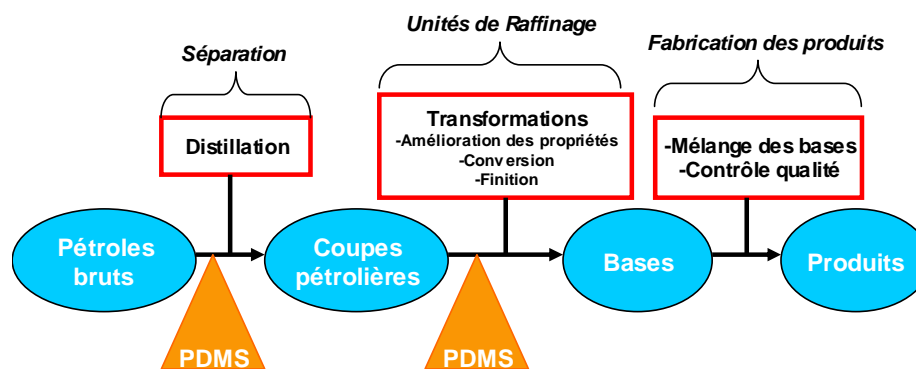 Séparation
Unités de Raffinage
Fabrication des produits
Distillation
Transformations
-Amélioration des propriétés
-Conversion
-Finition
-Mélange des bases
-Contrôle qualité
Pétroles
bruts
Coupes
pétrolières
Bases
Produits
PDMS
PDMS